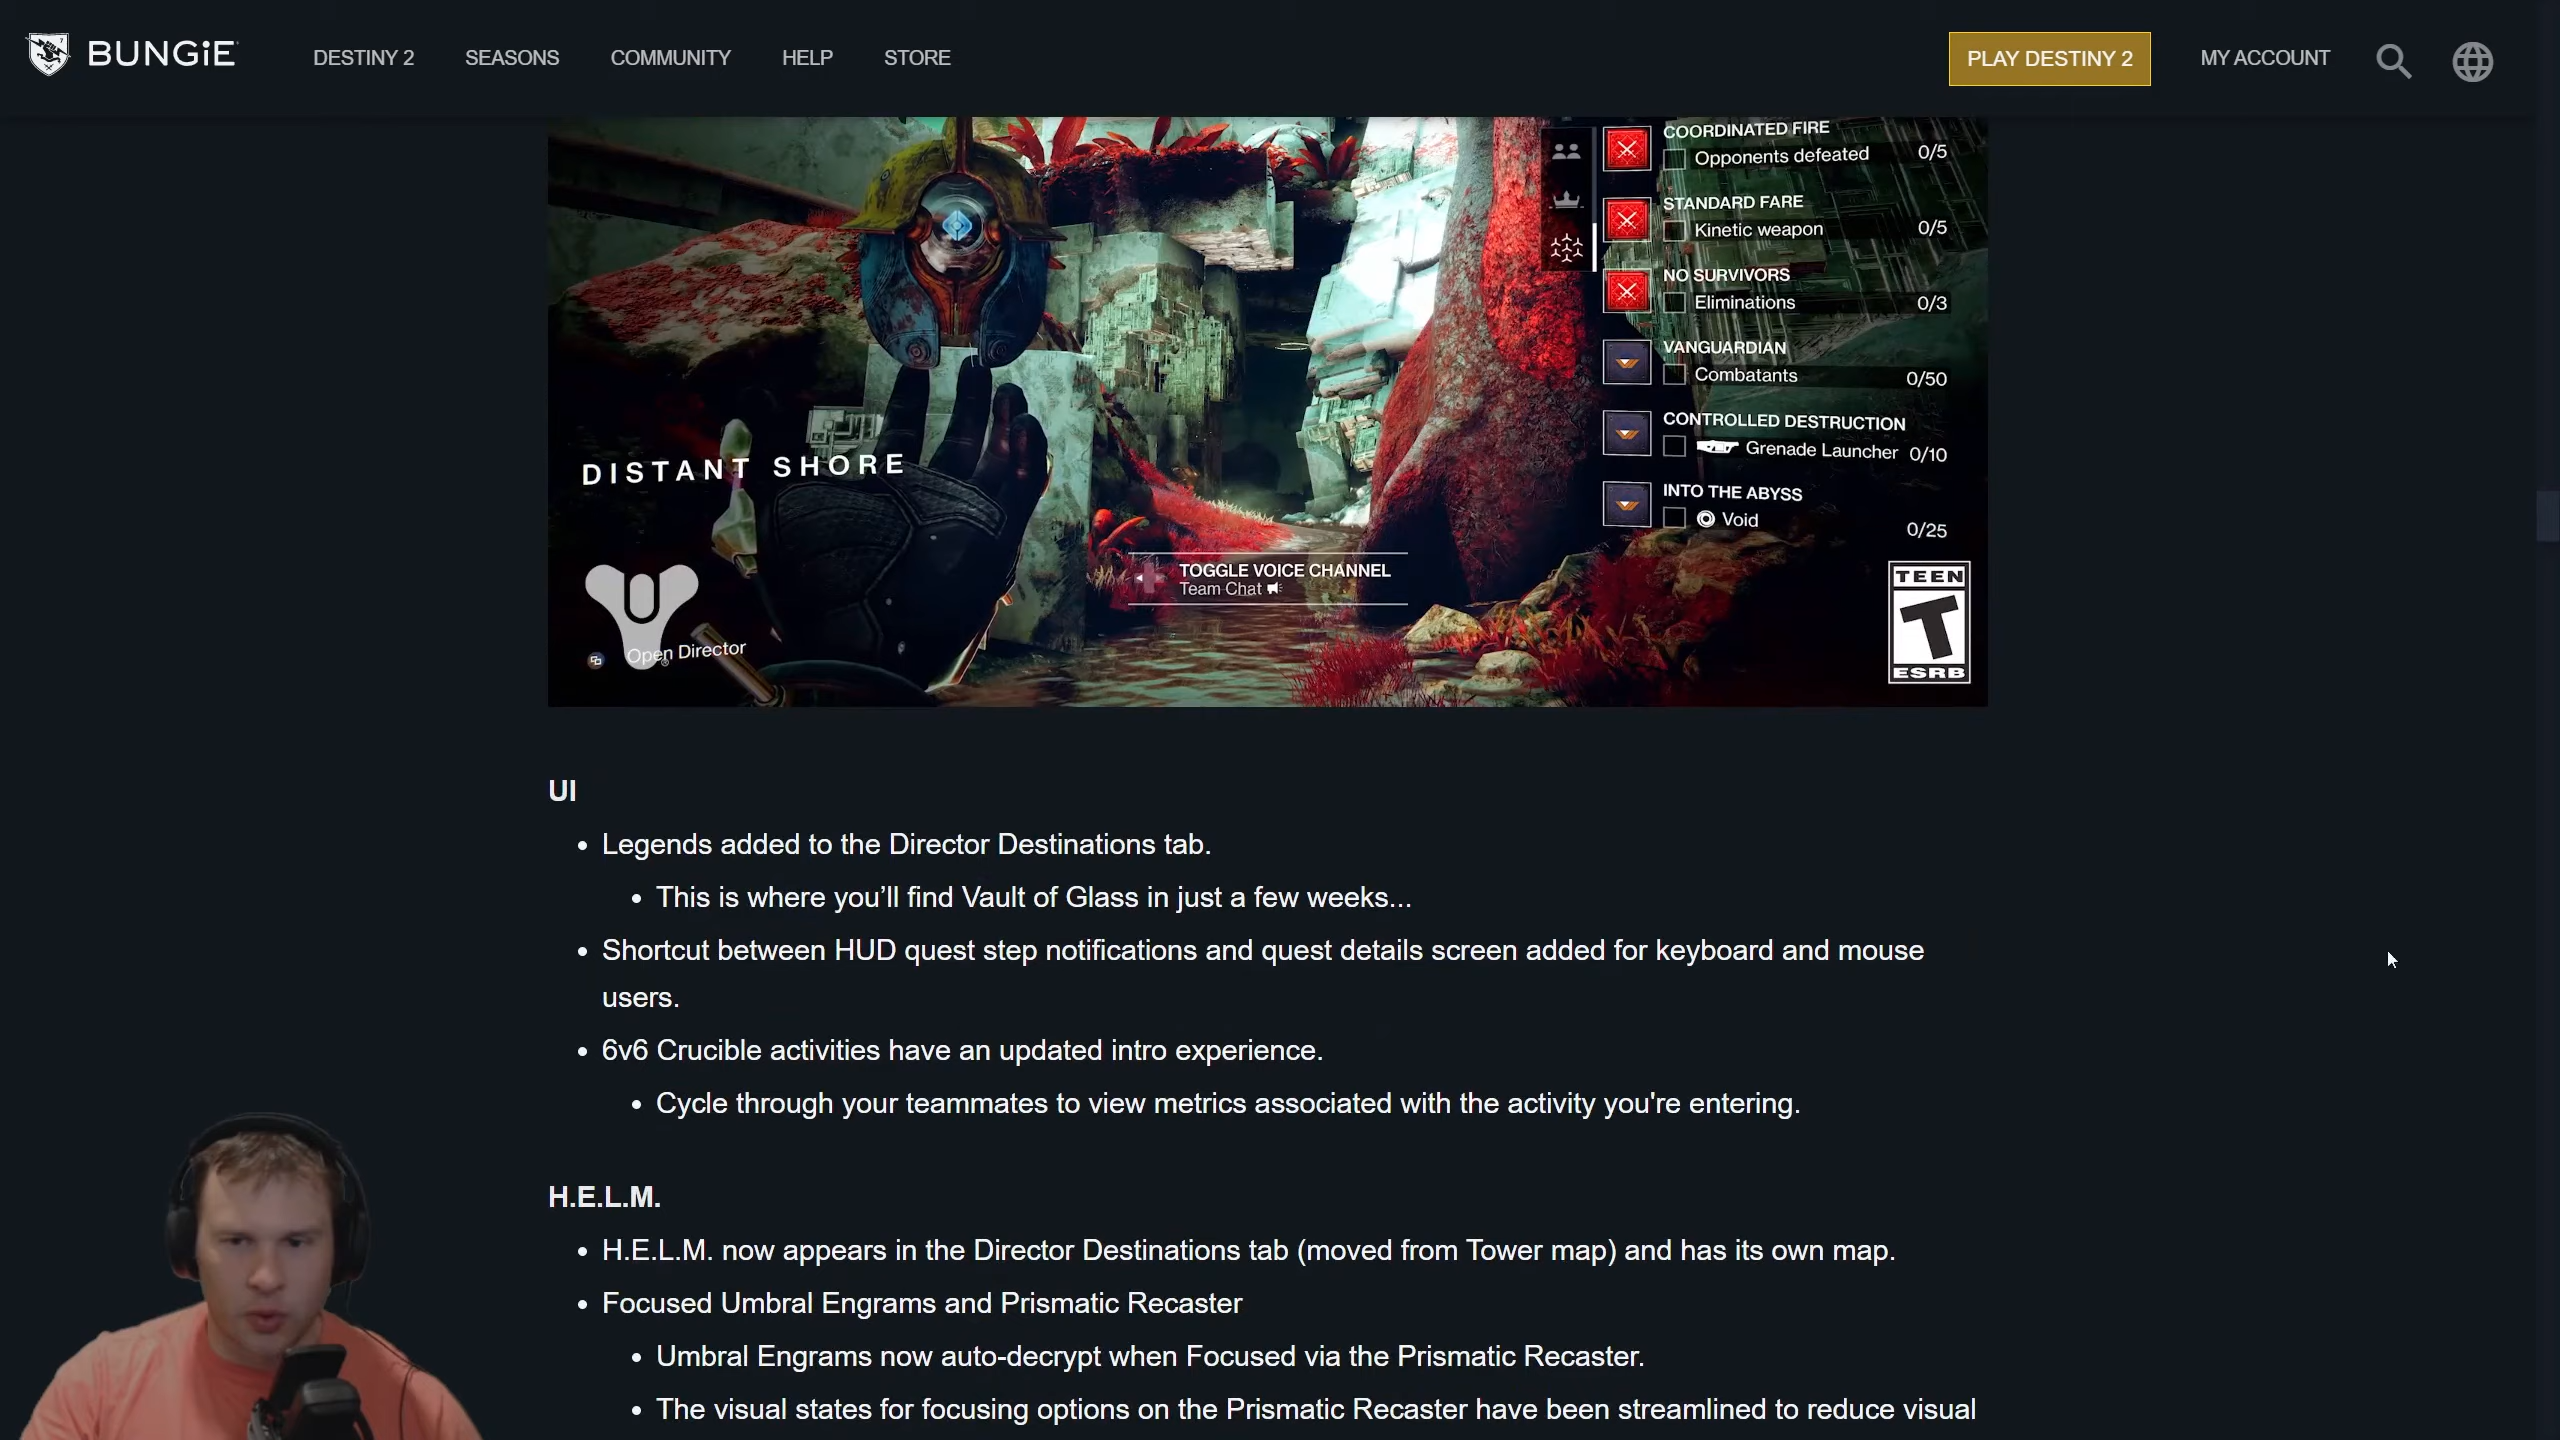 BUNGiE
DESTINY 2
SEASONS
COMMUNITY
HELP
STORE
PLAY DESTINY 2
MY ACCOUNT
COORDINATED FIRE
Opponents defeated 0/5
STANDARD FARE
Kinetic weapon 0/5
NO SURVIVORS
Eliminations 0/3
VANGUARDIAN
Combatants 0/50
CONTROLLED DESTRUCTION
Grenade Launcher 0/10
INTO THE ABYSS
Void 0/25
DISTANT SHORE
TOGGLE VOICE CHANNEL
Team Chat
Open Director
TEEN
T
ESRB
UI
• Legends added to the Director Destinations tab.
• This is where you’ll find Vault of Glass in just a few weeks...
• Shortcut between HUD quest step notifications and quest details screen added for keyboard and mouse
users.
• 6v6 Crucible activities have an updated intro experience.
• Cycle through your teammates to view metrics associated with the activity you're entering.
H.E.L.M.
• H.E.L.M. now appears in the Director Destinations tab (moved from Tower map) and has its own map.
• Focused Umbral Engrams and Prismatic Recaster
• Umbral Engrams now auto-decrypt when Focused via the Prismatic Recaster.
• The visual states for focusing options on the Prismatic Recaster have been streamlined to reduce visual